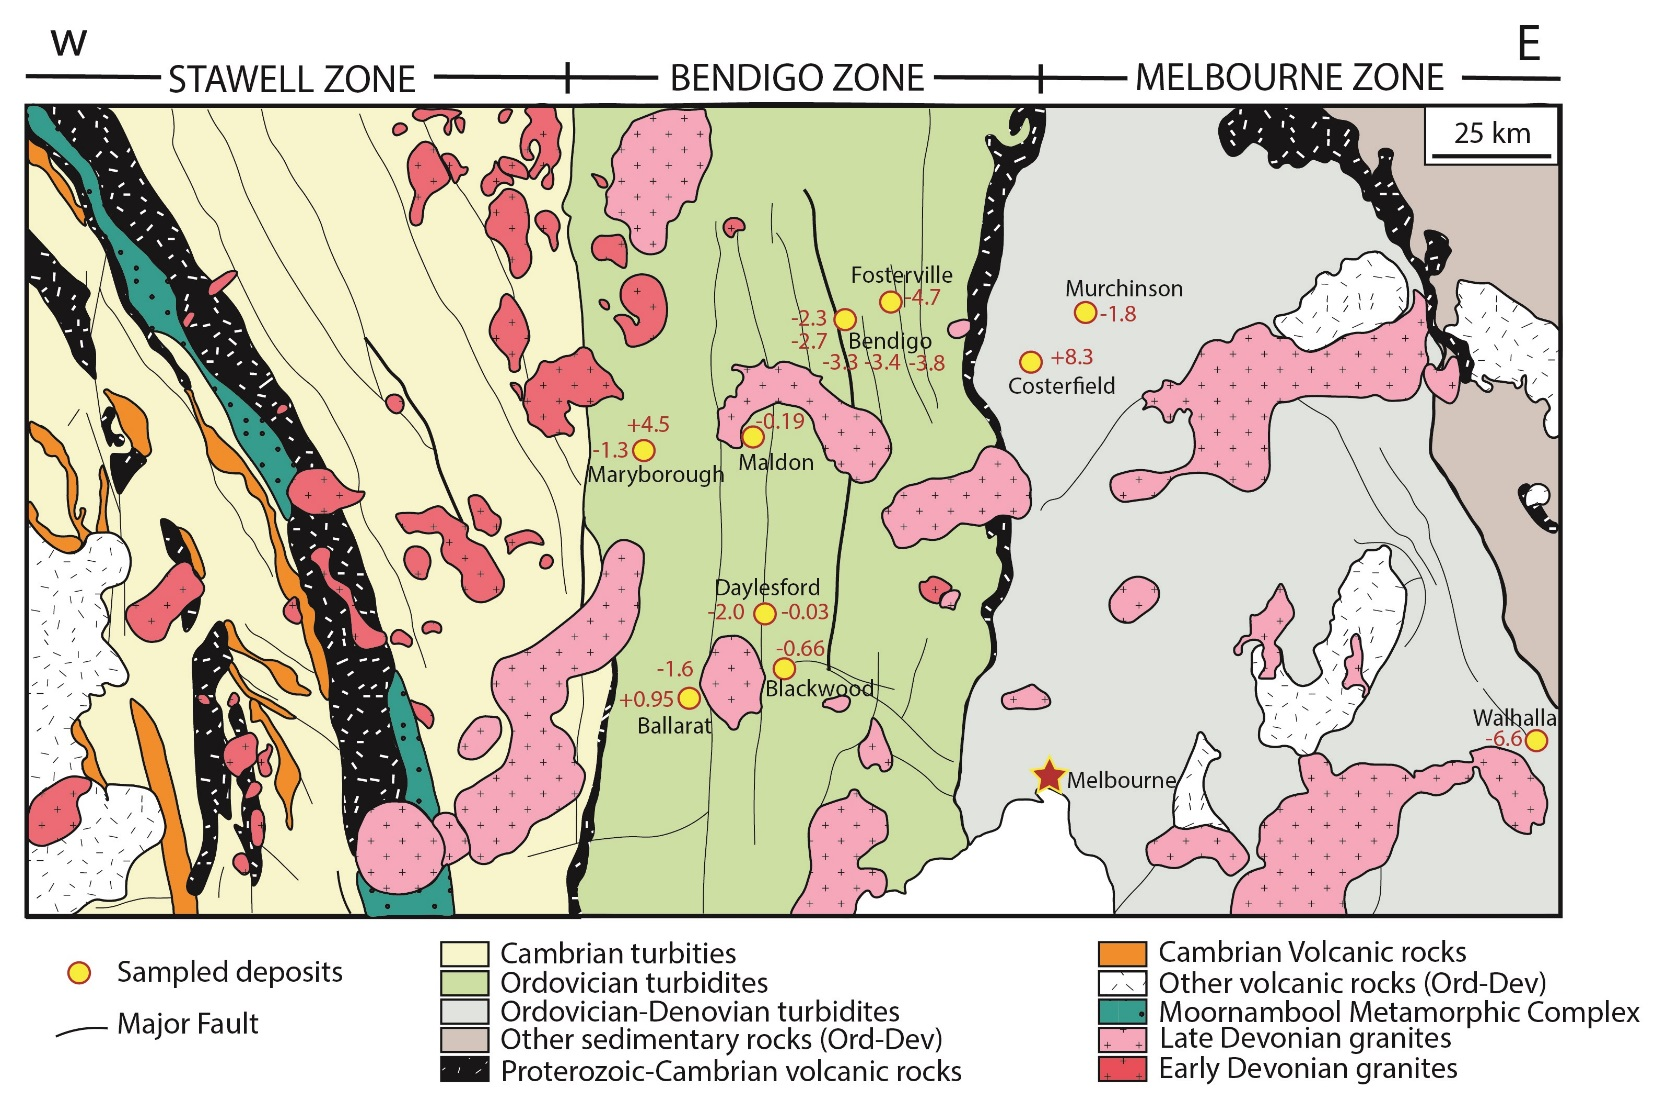 W
E
STAWELL ZONE
BENDIGO ZONE
MELBOURNE ZONE
25 km
Fosterville
-4.7
-2.3
-2.7
Bendigo
-3.3 -3.4 -3.8
Murchinson
-1.8
+8.3
Costerfield
+4.5
-1.3
Maryborough
-0.19
Maldon
Daylesford
-2.0
-0.03
-0.66
Blackwood
-1.6
+0.95
Ballarat
Walhalla
-6.6
Melbourne
Sampled deposits
Major Fault
Cambrian turbities
Ordovician turbidites
Ordovician-Denovian turbidites
Other sedimentary rocks (Ord-Dev)
Proterozoic-Cambrian volcanic rocks
Cambrian Volcanic rocks
Other volcanic rocks (Ord-Dev)
Moornambool Metamorphic Complex
Late Devonian granites
Early Devonian granites